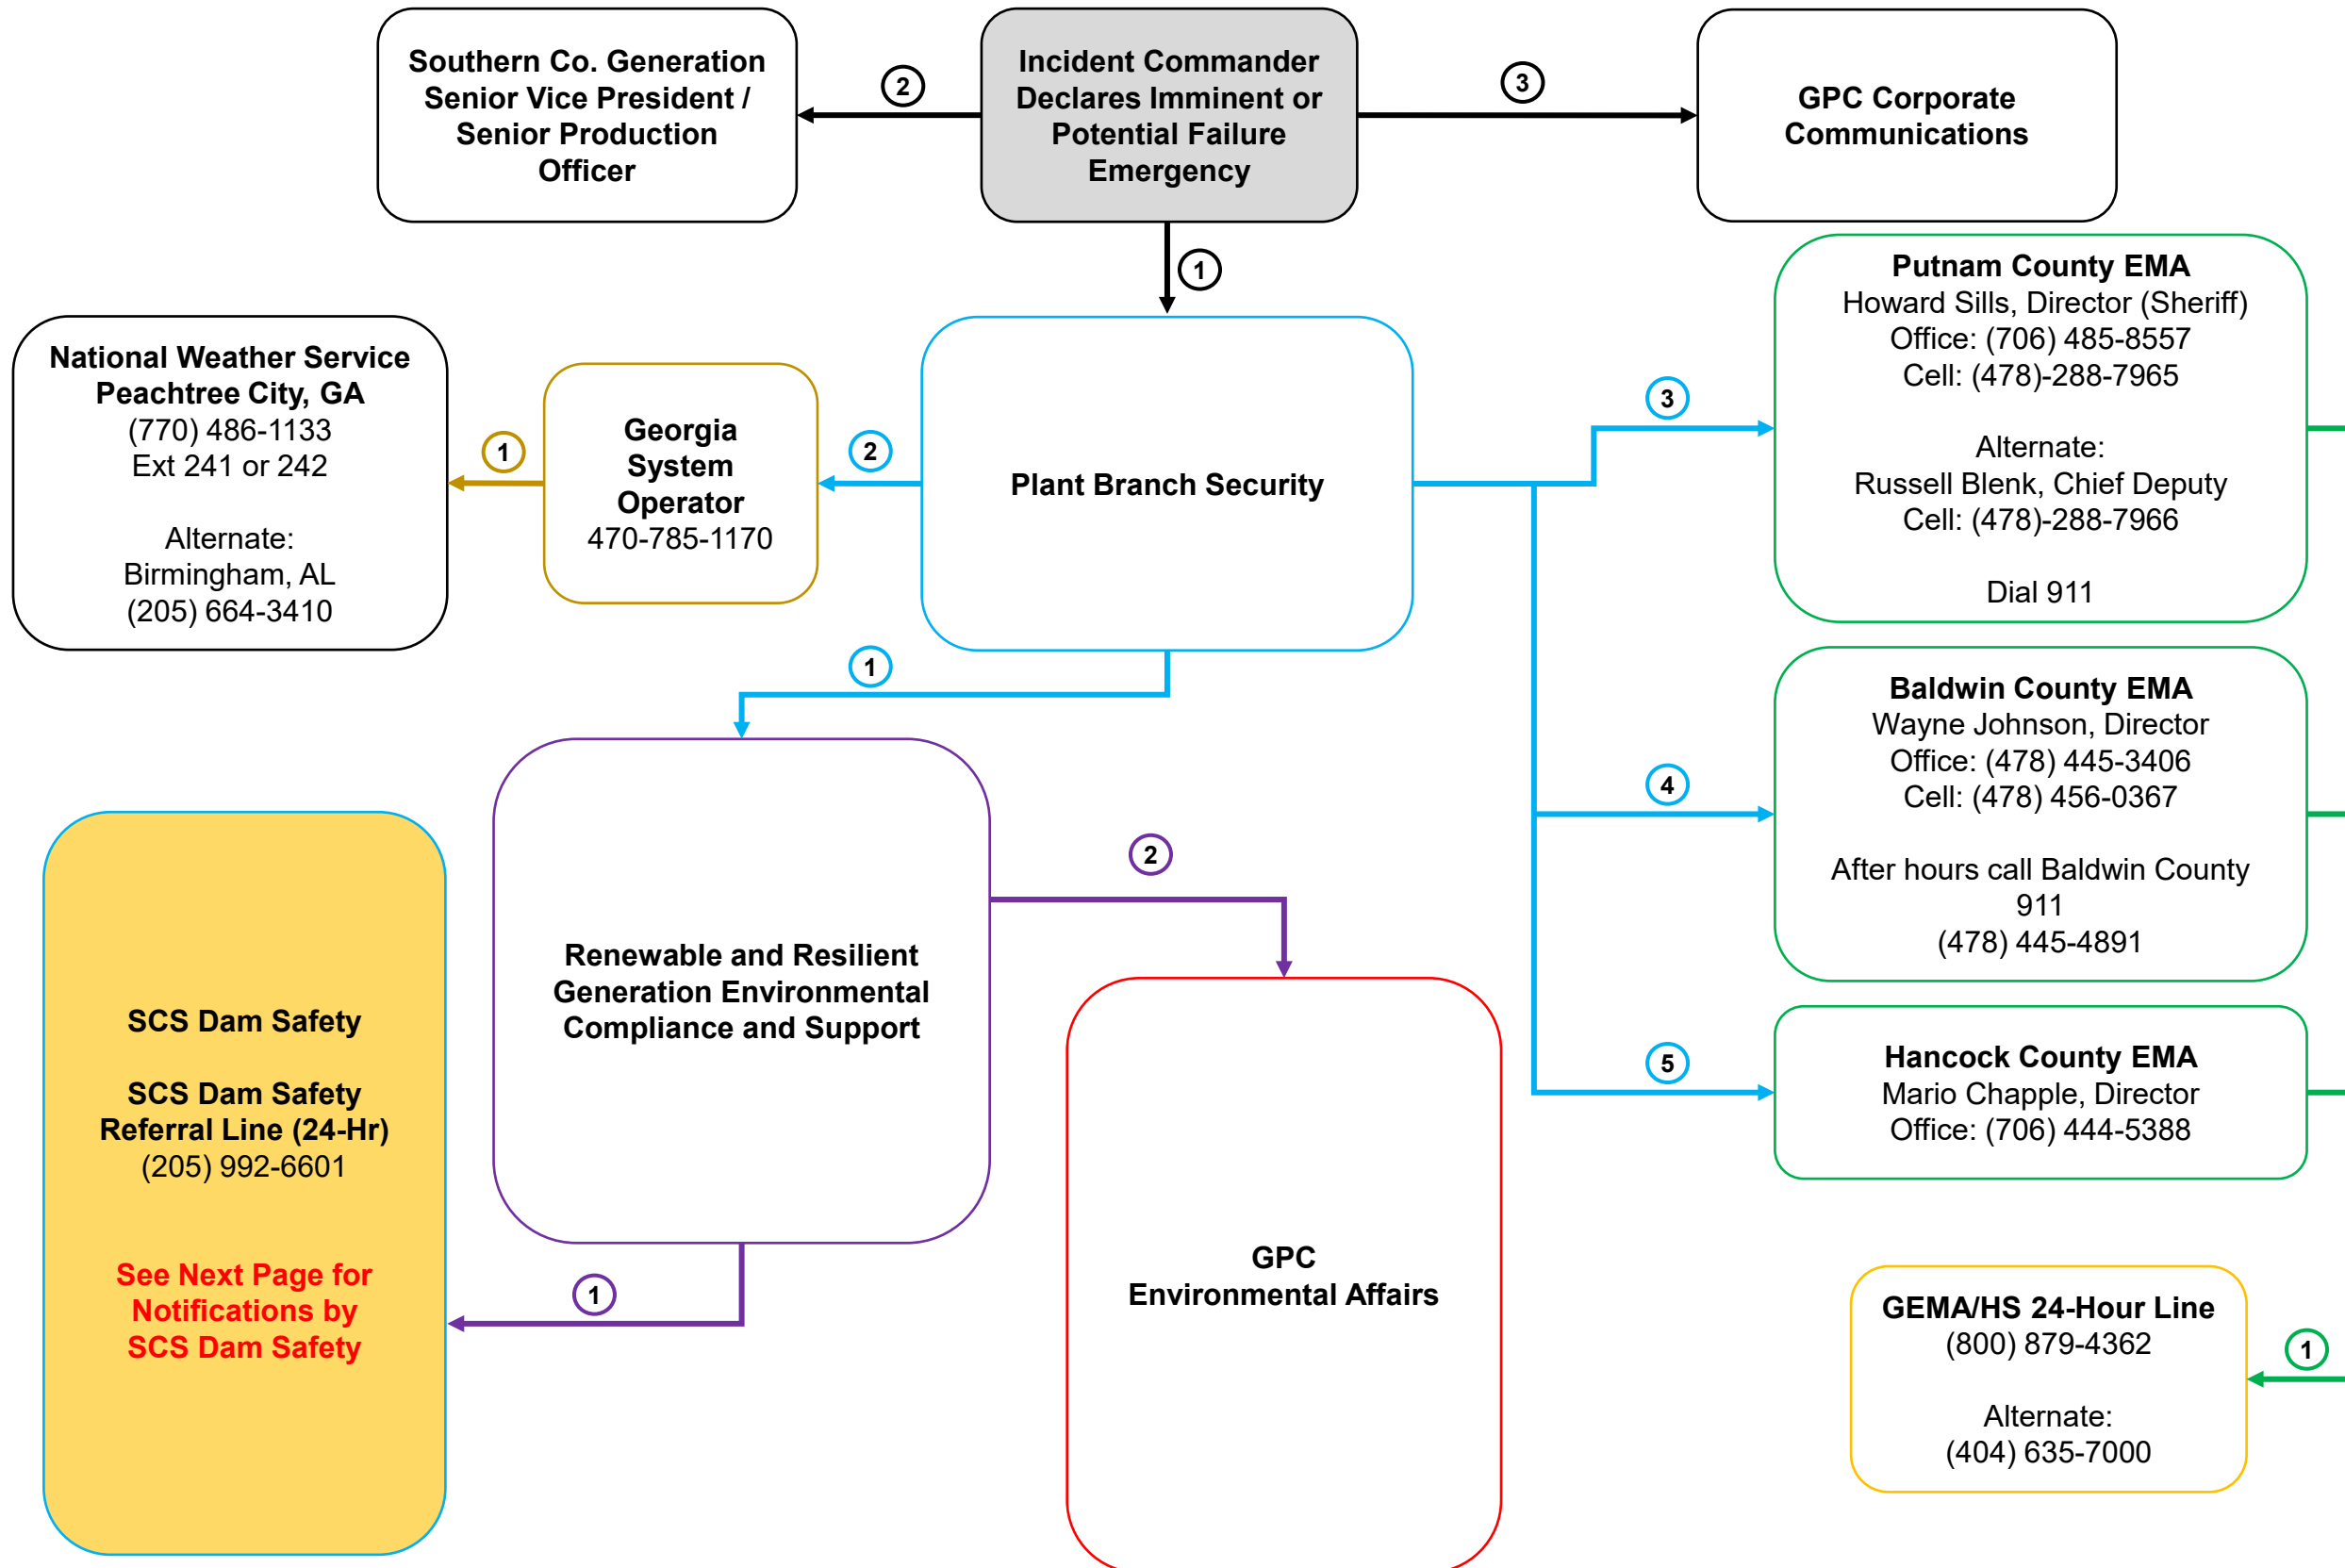 Southern Co. Generation
Senior Vice President /
Senior Production
Officer
2
Incident Commander
Declares Imminent or
Potential Failure
Emergency
3
GPC Corporate
Communications
1
National Weather Service
Peachtree City, GA
(770) 486-1133
Ext 241 or 242
Alternate:
Birmingham, AL
(205) 664-3410
1
Georgia
System
Operator
470-785-1170
2
Plant Branch Security
3
Putnam County EMA
Howard Sills, Director (Sheriff)
Office: (706) 485-8557
Cell: (478)-288-7965
Alternate:
Russell Blenk, Chief Deputy
Cell: (478)-288-7966
Dial 911
1
4
Baldwin County EMA
Wayne Johnson, Director
Office: (478) 445-3406
Cell: (478) 456-0367
After hours call Baldwin County
911
(478) 445-4891
SCS Dam Safety
SCS Dam Safety
Referral Line (24-Hr)
(205) 992-6601
See Next Page for
Notifications by
SCS Dam Safety
Renewable and Resilient
Generation Environmental
Compliance and Support
2
1
GPC
Environmental Affairs
5
Hancock County EMA
Mario Chapple, Director
Office: (706) 444-5388
GEMA/HS 24-Hour Line
(800) 879-4362
Alternate:
(404) 635-7000
1